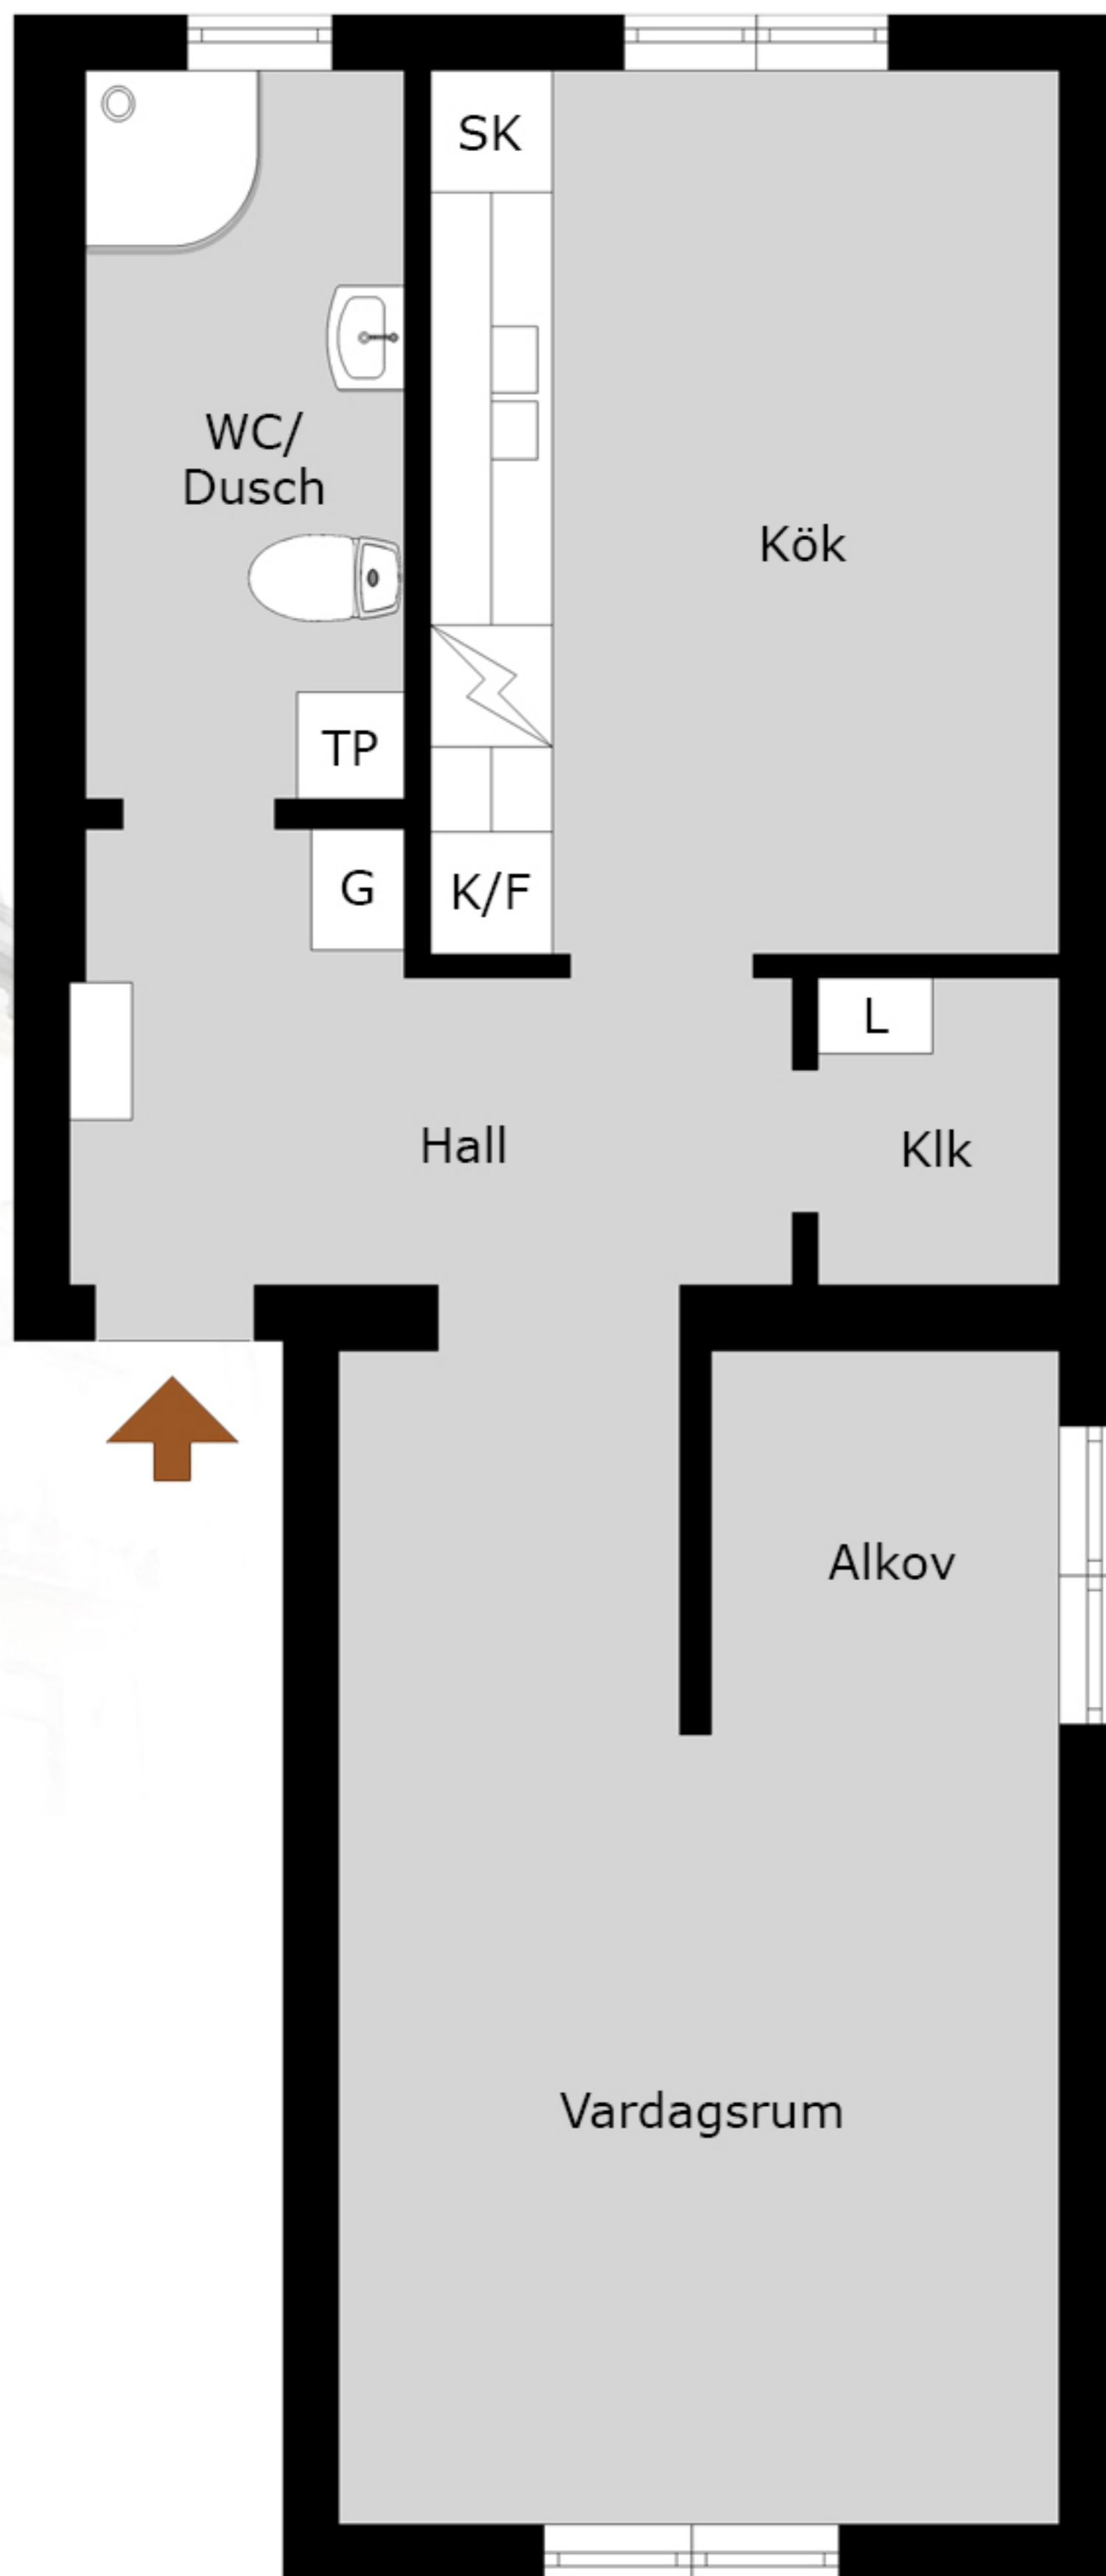 SK
WC/
Dusch
Kök
TP
G
K/F
L
Hall
Klk
Alkov
Vardagsrum